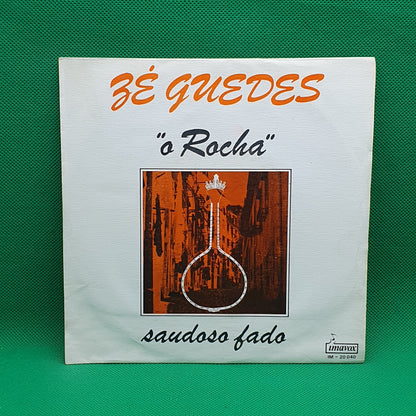 ZÉ GUEDES
"o Rocha"
saudoso fado
imavox
IM - 20 040